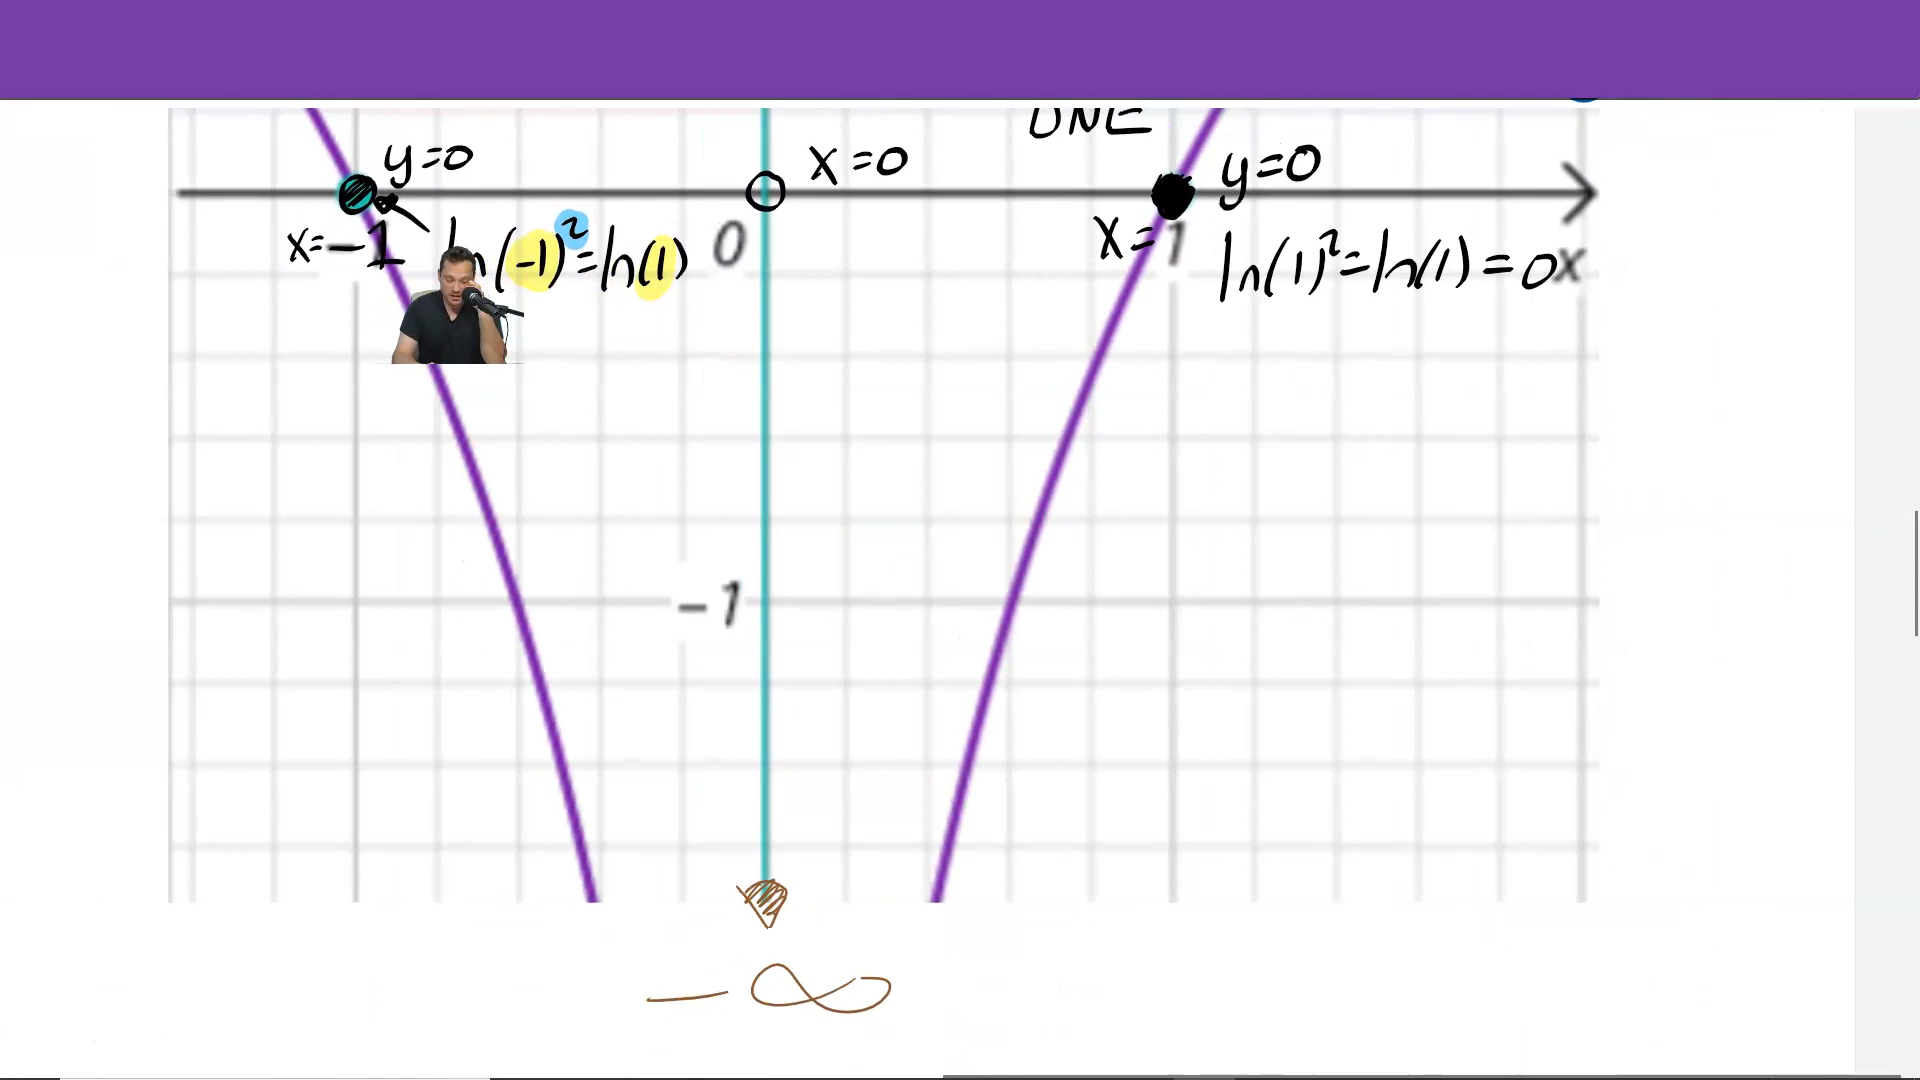 ONE
y=0
x=0
y=0
x=-1
ln(-1)²=ln(1)
0
x=1
ln(1)²=ln(1)=0
x
-1
-∞